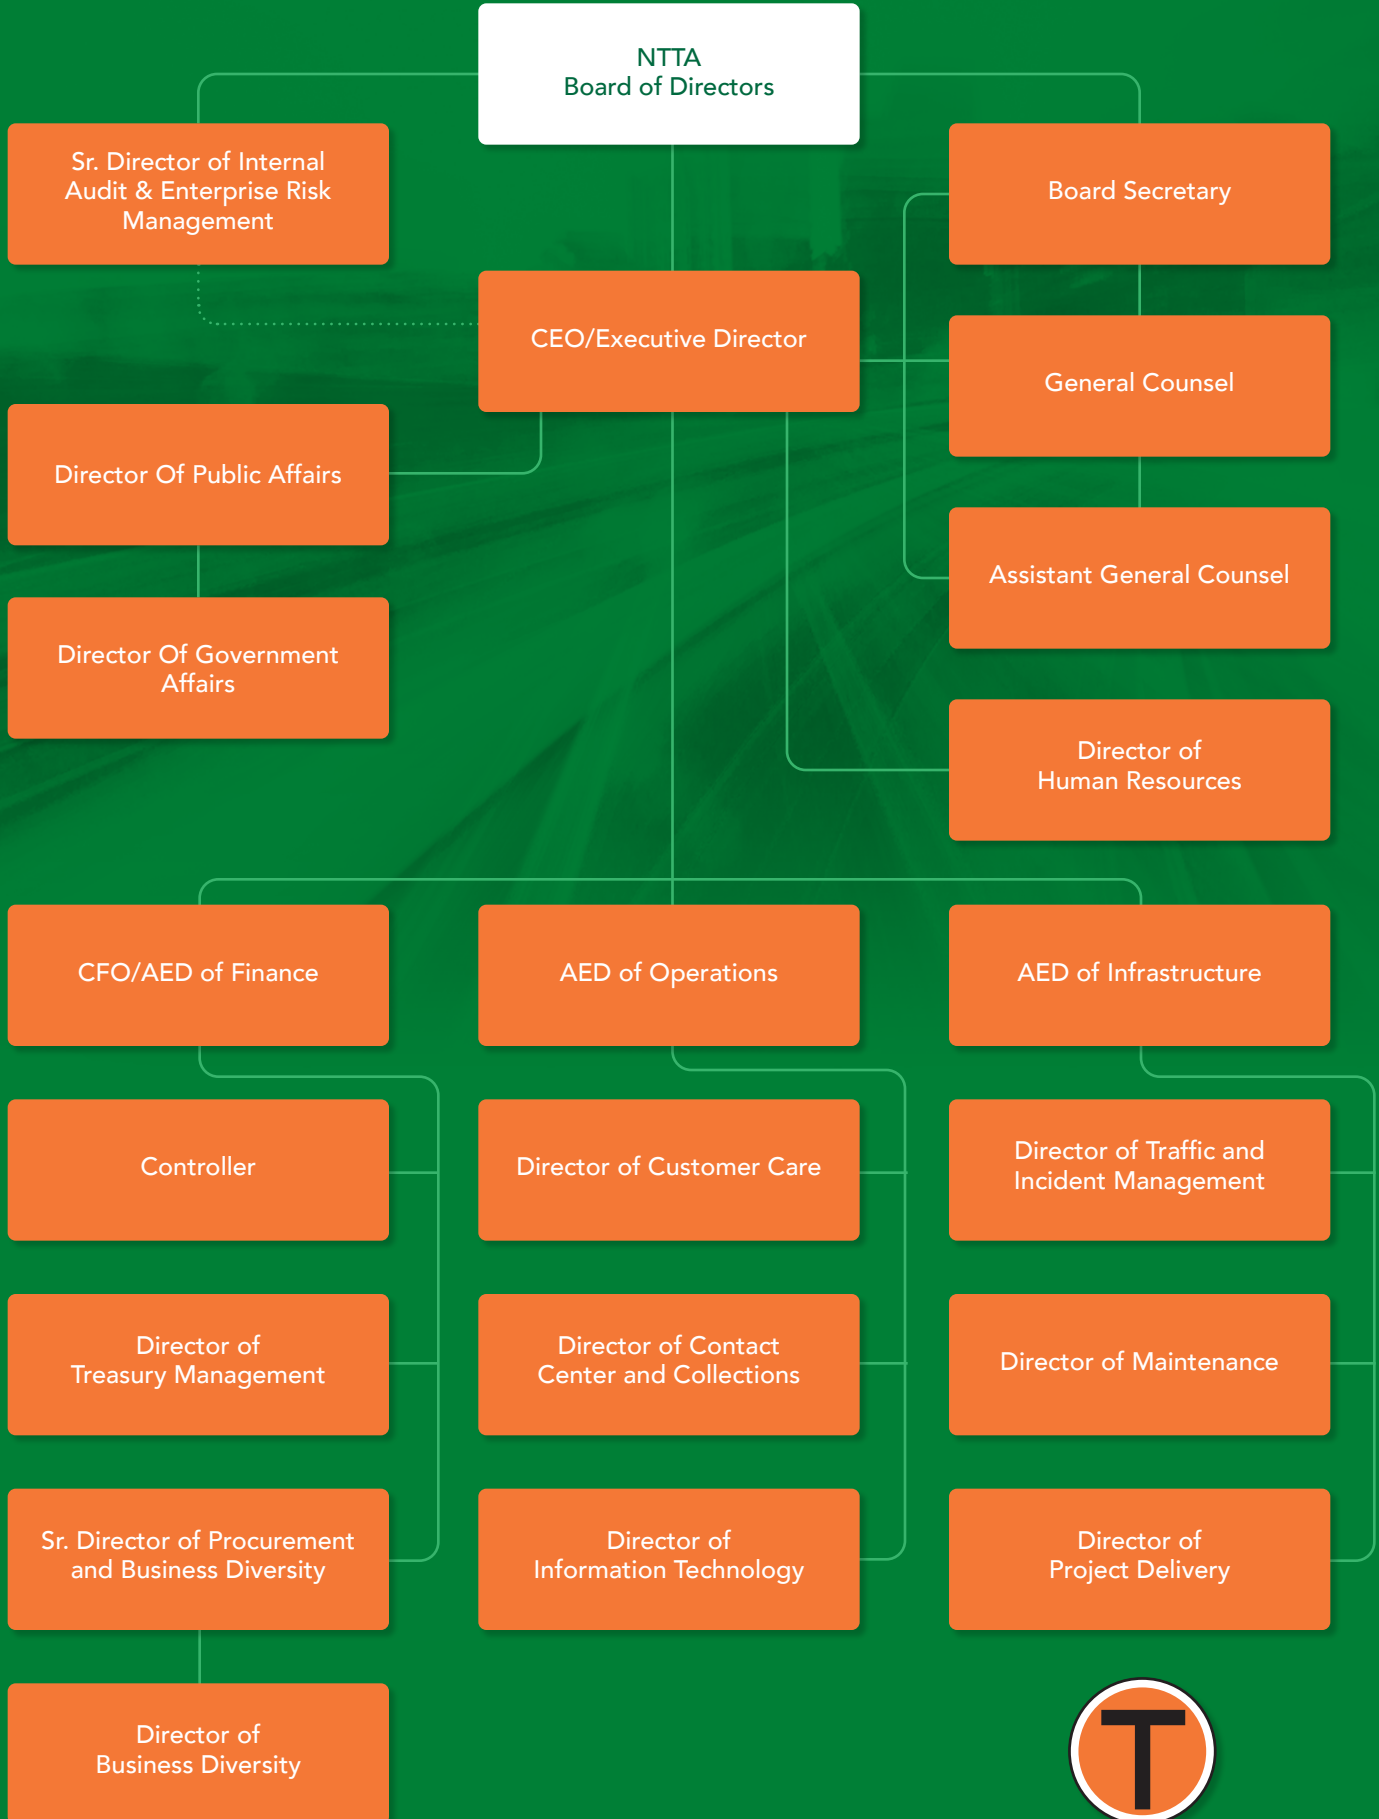 NTTA
Board of Directors
Sr. Director of Internal
Audit & Enterprise Risk
Management
Board Secretary
CEO/Executive Director
General Counsel
Director Of Public Affairs
Assistant General Counsel
Director Of Government
Affairs
Director of
Human Resources
CFO/AED of Finance
AED of Operations
AED of Infrastructure
Controller
Director of Customer Care
Director of Traffic and
Incident Management
Director of
Treasury Management
Director of Contact
Center and Collections
Director of Maintenance
Sr. Director of Procurement
and Business Diversity
Director of
Information Technology
Director of
Project Delivery
Director of
Business Diversity
T